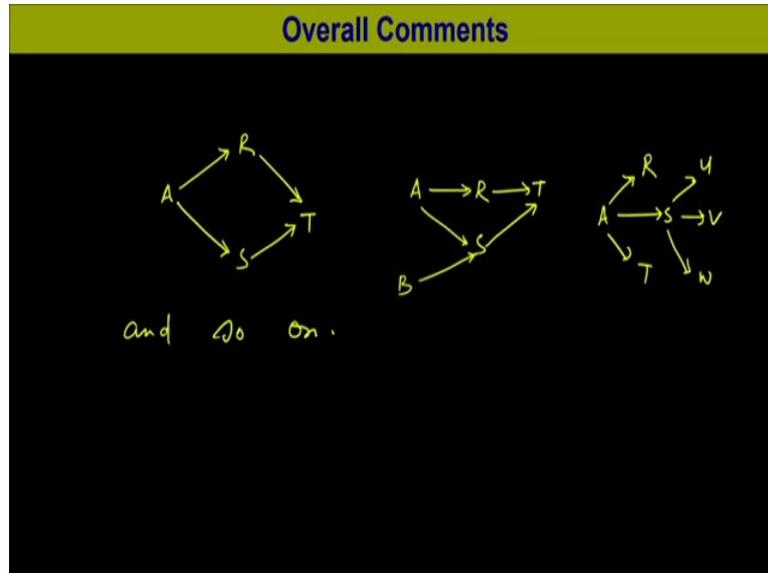 Overall Comments
A R S T
A R T S B
A R S T U V W
and so on.